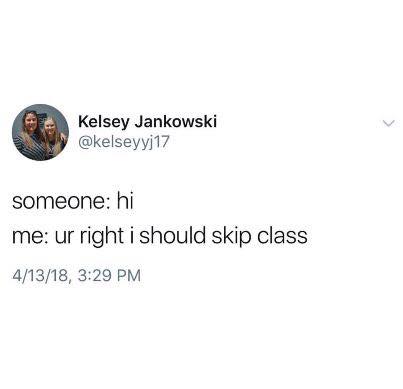 Kelsey Jankowski
@kelseyyj17
someone: hi
me: ur right i should skip class
4/13/18, 3:29 PM